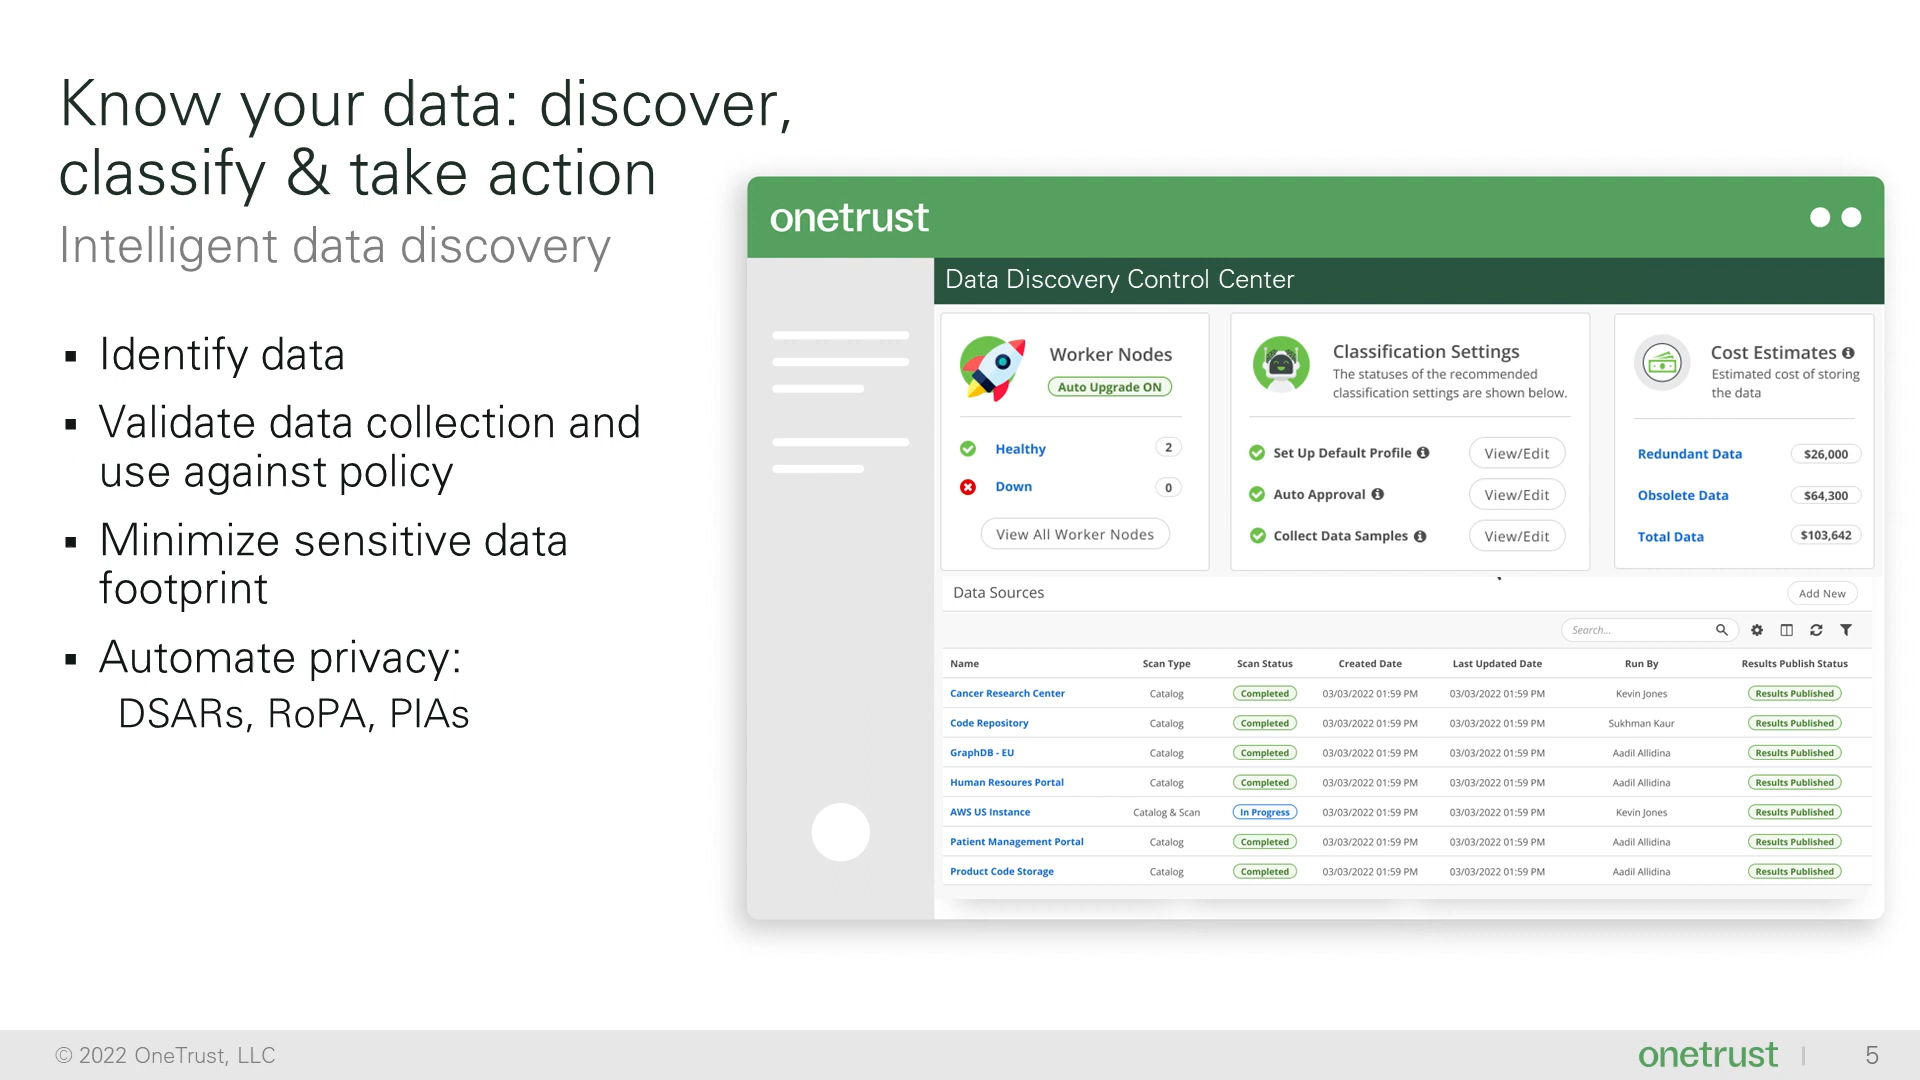 Know your data: discover,
classify & take action
Intelligent data discovery
▪ Identify data
▪ Validate data collection and
use against policy
▪ Minimize sensitive data
footprint
▪ Automate privacy:
DSARs, RoPA, PIAs
onetrust
Data Discovery Control Center
Worker Nodes
Auto Upgrade ON
Healthy 2
Down 0
View All Worker Nodes
Classification Settings
The statuses of the recommended
classification settings are shown below.
Set Up Default Profile View/Edit
Auto Approval View/Edit
Collect Data Samples View/Edit
Cost Estimates
Estimated cost of storing
the data
Redundant Data $26,000
Obsolete Data $64,300
Total Data $103,642
Data Sources Add New
Search...
Name Scan Type Scan Status Created Date Last Updated Date Run By Results Publish Status
Cancer Research Center Catalog Completed 03/03/2022 01:59 PM 03/03/2022 01:59 PM Kevin Jones Results Published
Code Repository Catalog Completed 03/03/2022 01:59 PM 03/03/2022 01:59 PM Sukhman Kaur Results Published
GraphDB - EU Catalog Completed 03/03/2022 01:59 PM 03/03/2022 01:59 PM Aadil Allidina Results Published
Human Resoures Portal Catalog Completed 03/03/2022 01:59 PM 03/03/2022 01:59 PM Aadil Allidina Results Published
AWS US Instance Catalog & Scan In Progress 03/03/2022 01:59 PM 03/03/2022 01:59 PM Kevin Jones Results Published
Patient Management Portal Catalog Completed 03/03/2022 01:59 PM 03/03/2022 01:59 PM Aadil Allidina Results Published
Product Code Storage Catalog Completed 03/03/2022 01:59 PM 03/03/2022 01:59 PM Aadil Allidina Results Published
© 2022 OneTrust, LLC
onetrust | 5